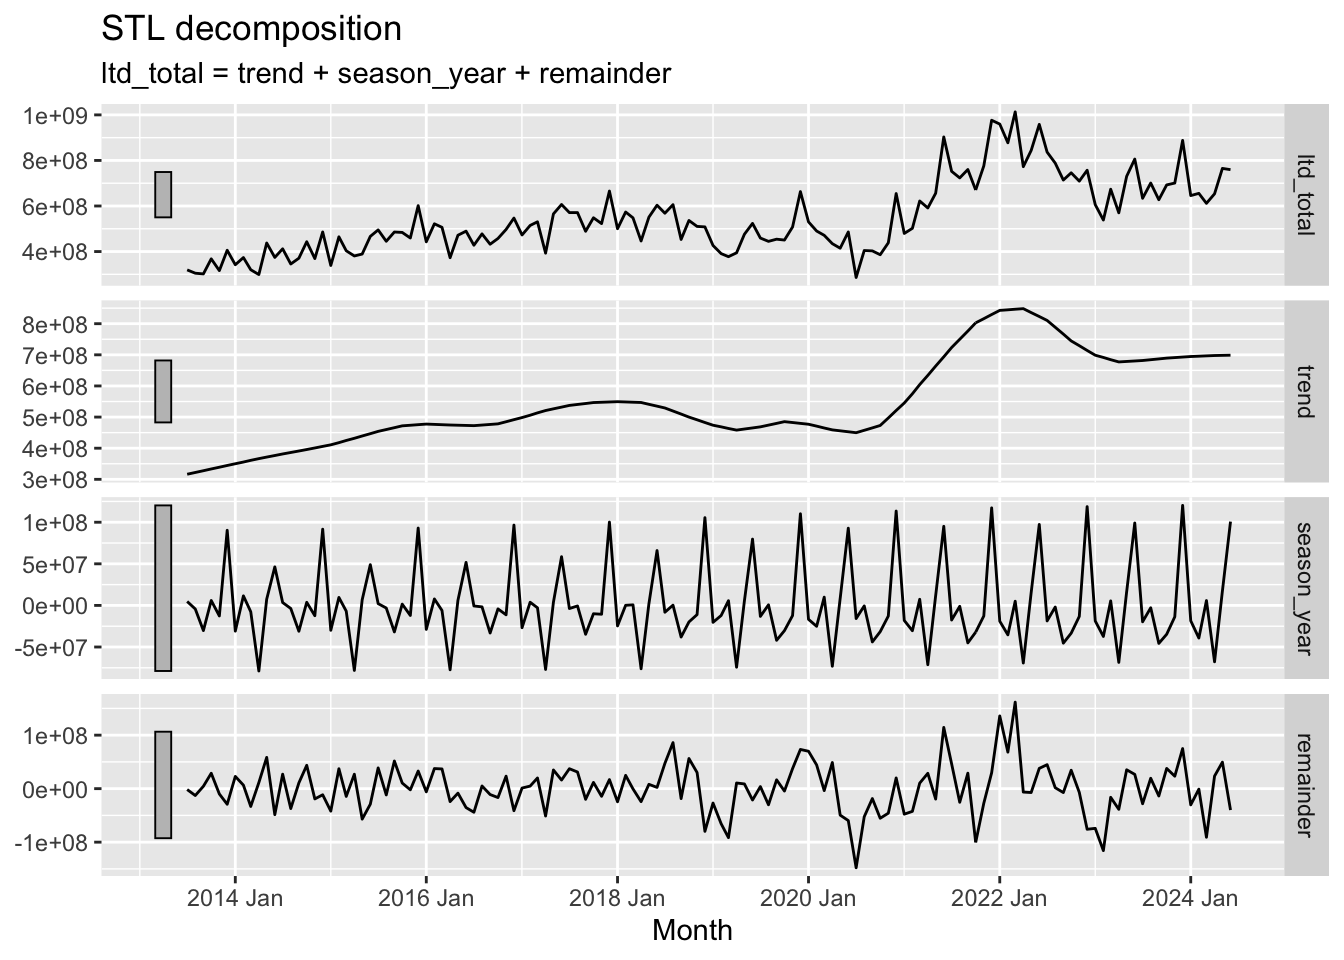 STL decomposition
ltd_total = trend + season_year + remainder
1e+09
8e+08
6e+08
4e+08
ltd_total
8e+08
7e+08
6e+08
5e+08
4e+08
3e+08
trend
1e+08
5e+07
0e+00
-5e+07
season_year
1e+08
0e+00
-1e+08
remainder
2014 Jan 2016 Jan 2018 Jan 2020 Jan 2022 Jan 2024 Jan
Month